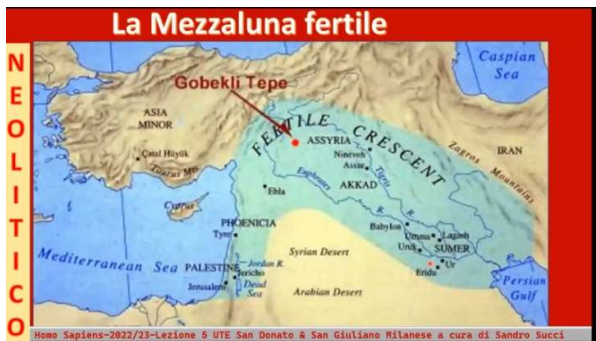 La Mezzaluna fertile
NEOLITICO
Caspian
Sea
Gobekli Tepe
ASIA
MINOR
FERTILE CRESCENT
ASSYRIA
Nineveh
Assur
Zagros Mountains
IRAN
Çatul Hüyük
Taurus Mts
Euphrates R.
Tigris R.
AKKAD
Ebla
Cyprus
PHOENICIA
Babylon
Tyre
Umma
Lagash
Uruk
SUMER
Syrian Desert
Ur
Eridu
Mediterranean Sea
PALESTINE
Jordan R.
Jericho
Jerusalem
Dead
Sea
Arabian Desert
Persian
Gulf
Homo Sapiens-2022/23-Lezione 5 UTE San Donato & San Giuliano Milanese a cura di Sandro Succi